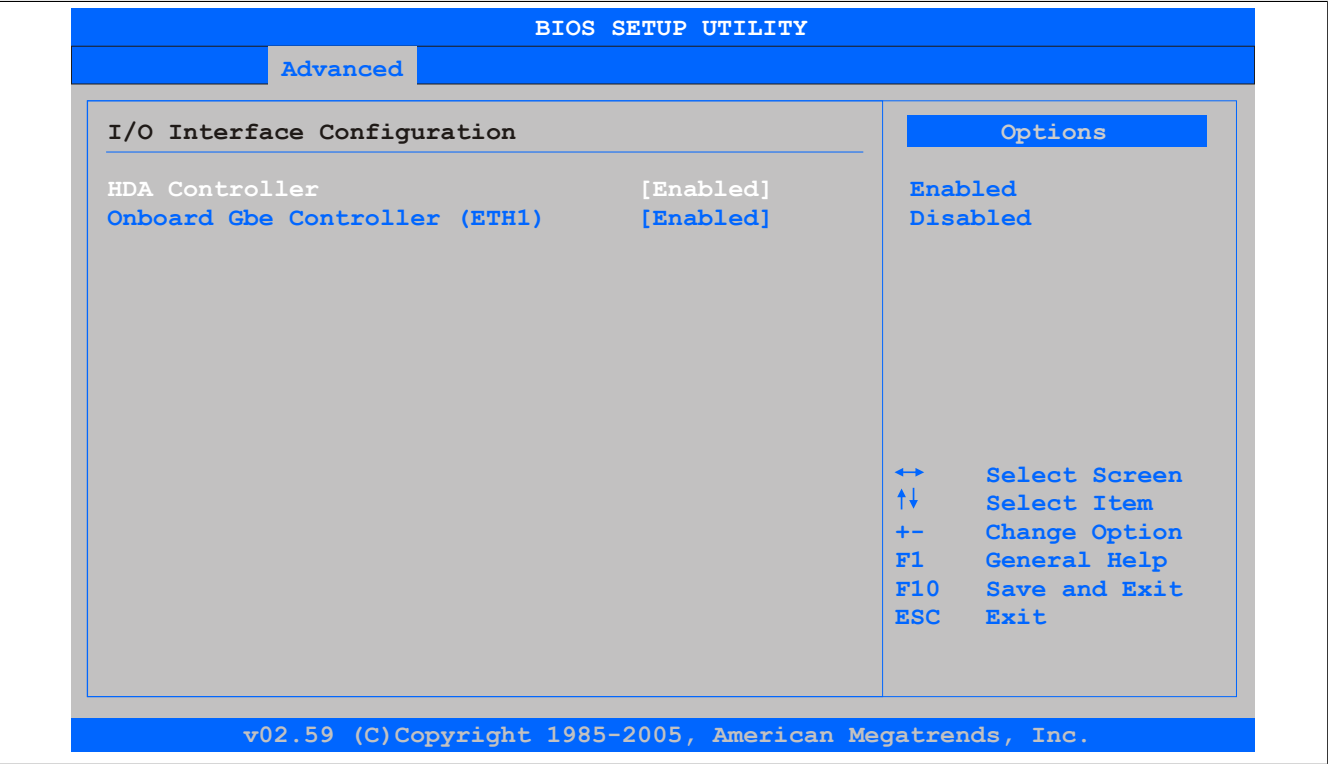 BIOS SETUP UTILITY
Advanced
I/O Interface Configuration
HDA Controller [Enabled]
Onboard Gbe Controller (ETH1) [Enabled]
Options
Enabled
Disabled
←→ Select Screen
↑↓ Select Item
+- Change Option
F1 General Help
F10 Save and Exit
ESC Exit
v02.59 (C)Copyright 1985-2005, American Megatrends, Inc.